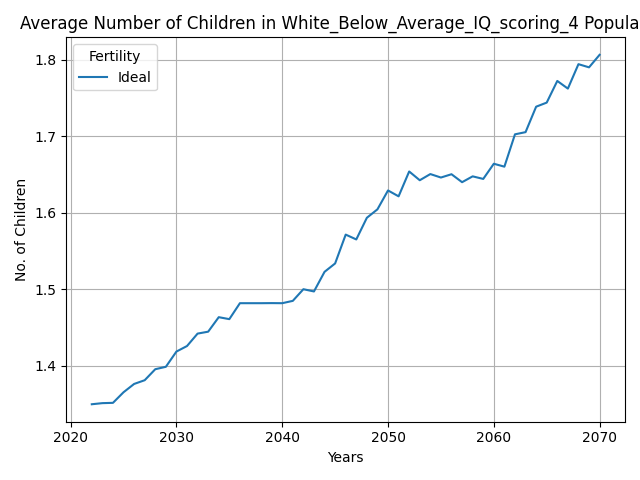 Average Number of Children in White_Below_Average_IQ_scoring_4 Popula
Fertility
Ideal
No. of Children
1.8
1.7
1.6
1.5
1.4
2020 2030 2040 2050 2060 2070
Years